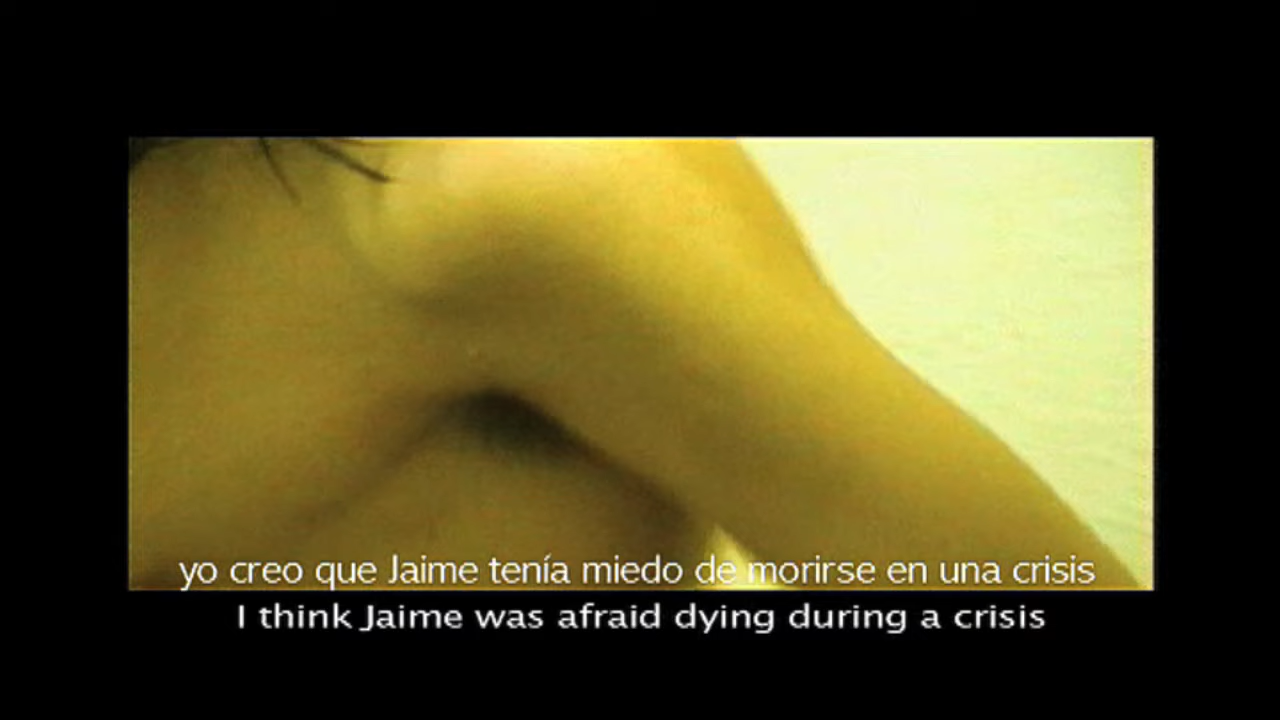 yo creo que Jaime tenía miedo de morirse en una crisis
I think Jaime was afraid dying during a crisis